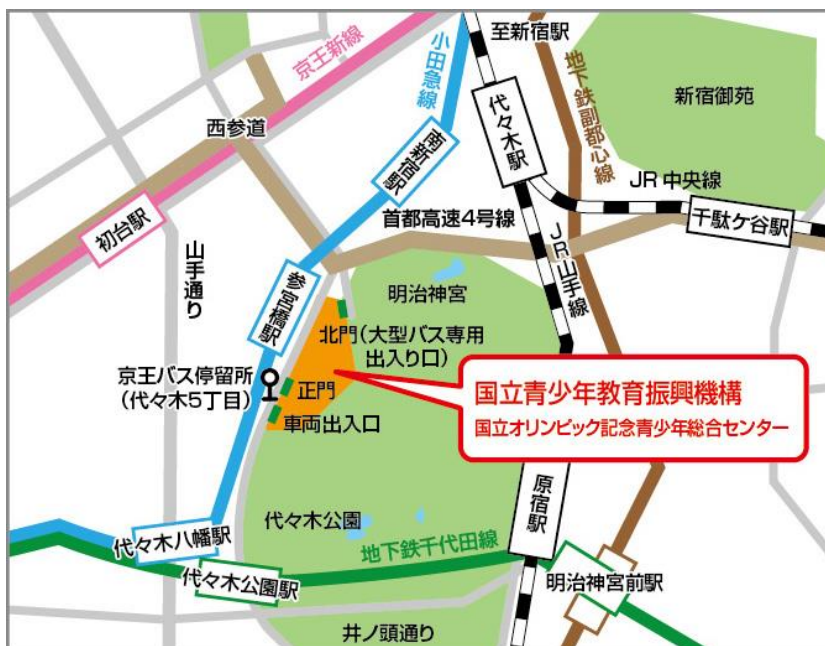 至新宿駅
京王新線
小田急線
地下鉄副都心線
新宿御苑
代々木駅
西参道
南新宿駅
JR中央線
首都高速4号線
千駄ケ谷駅
初台駅
山手通り
JR山手線
参宮橋駅
明治神宮
北門(大型バス専用
出入り口)
京王バス停留所
(代々木5丁目)
正門
車両出入口
国立青少年教育振興機構
国立オリンピック記念青少年総合センター
原宿駅
代々木公園
代々木八幡駅
地下鉄千代田線
代々木公園駅
明治神宮前駅
井ノ頭通り